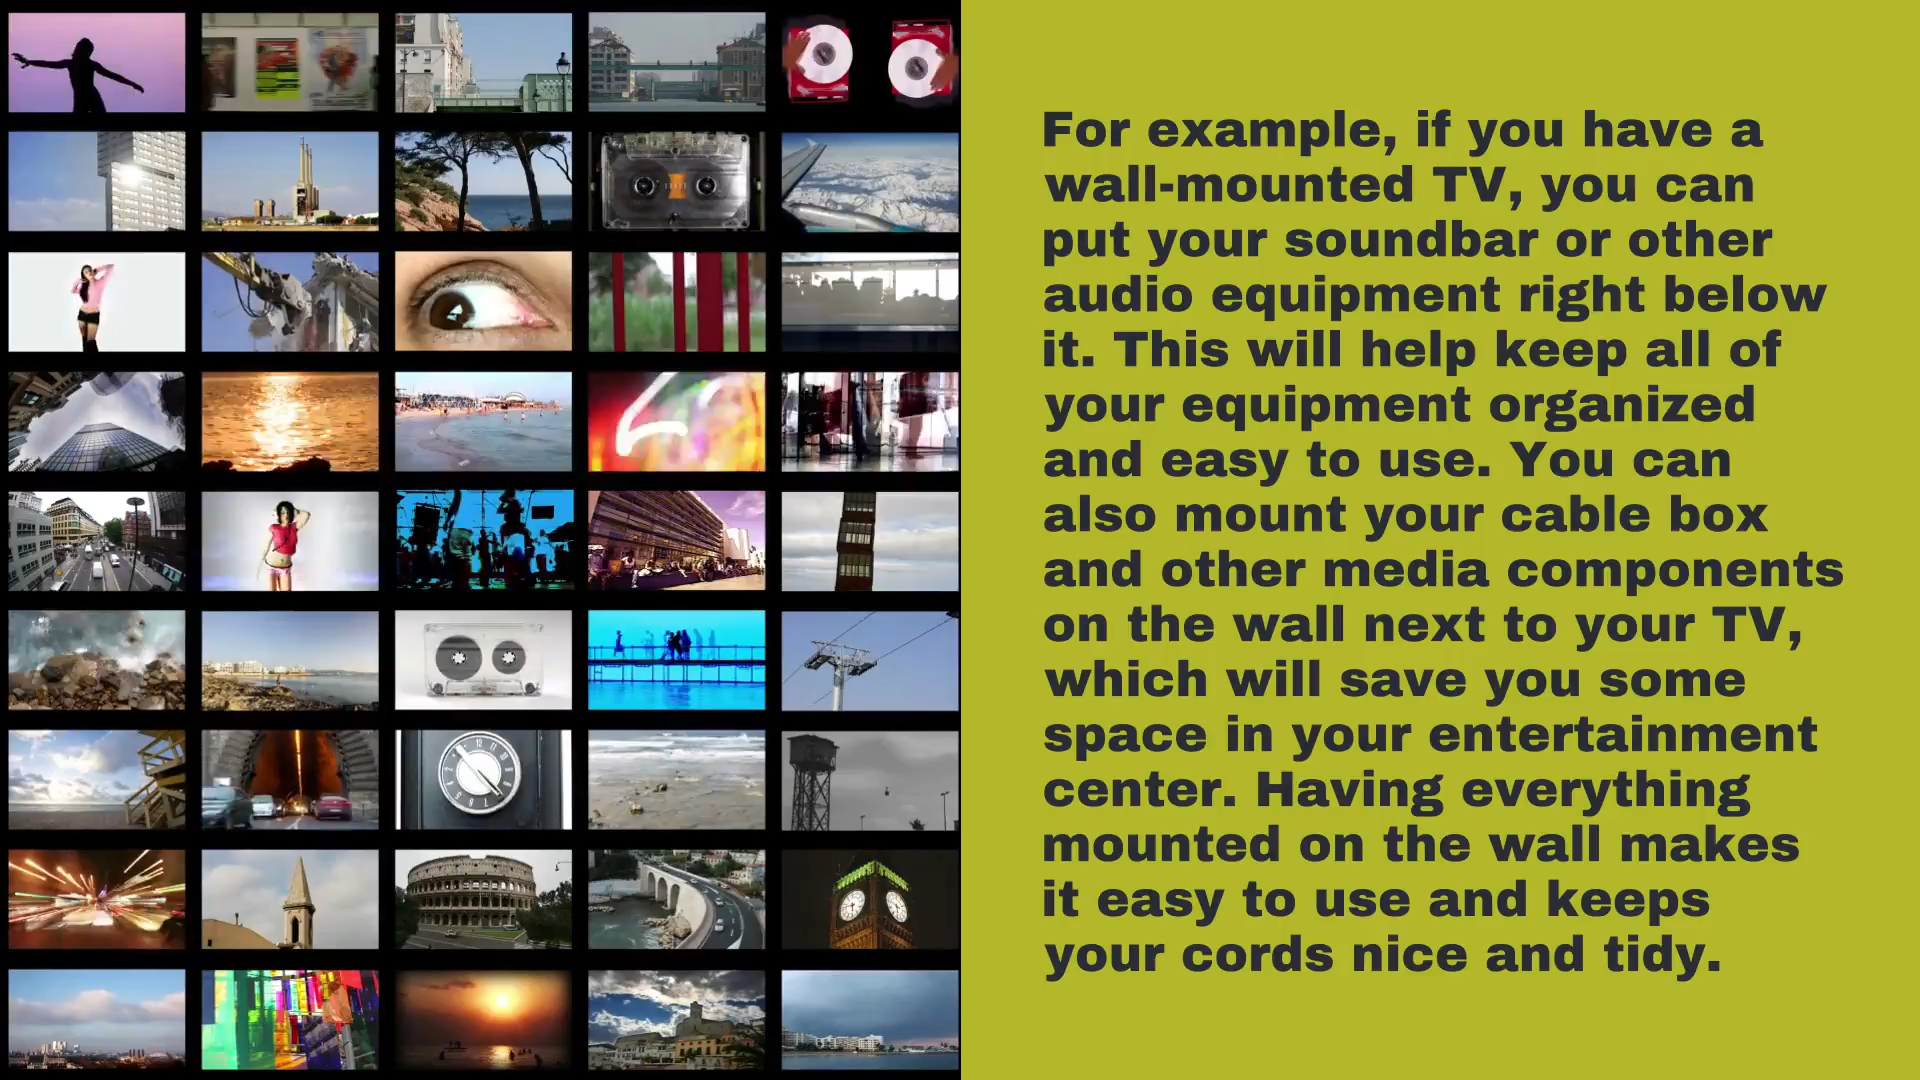 For example, if you have a
wall-mounted TV, you can
put your soundbar or other
audio equipment right below
it. This will help keep all of
your equipment organized
and easy to use. You can
also mount your cable box
and other media components
on the wall next to your TV,
which will save you some
space in your entertainment
center. Having everything
mounted on the wall makes
it easy to use and keeps
your cords nice and tidy.